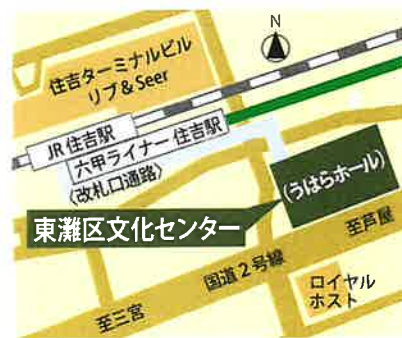 N
住吉ターミナルビル
リブ&Seer
JR住吉駅
六甲ライナー 住吉駅
(改札口通路)
(うはらホール)
東灘区文化センター
至芦屋
国道2号線
至三宮
ロイヤル
ホスト